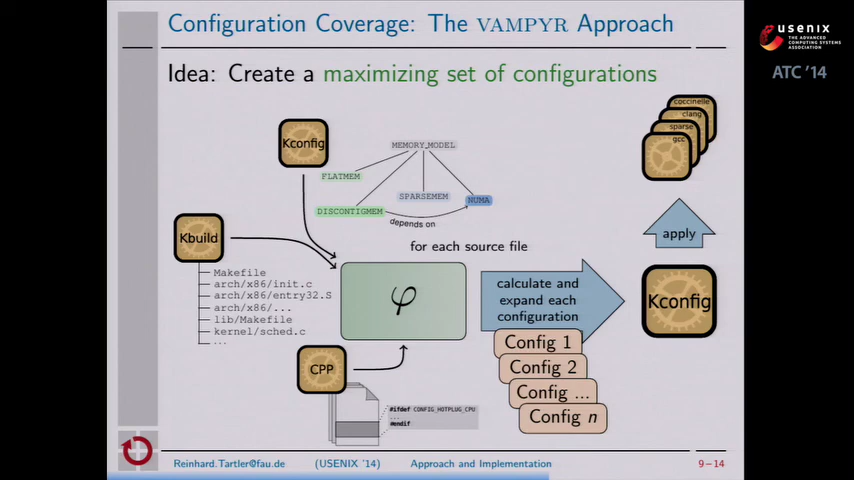 Configuration Coverage: The VAMPYR Approach
usenix
THE ADVANCED
COMPUTING SYSTEMS
ASSOCIATION
ATC '14
Idea: Create a maximizing set of configurations
Kconfig
MEMORY_MODEL
FLATMEM
SPARSEMEM
NUMA
DISCONTIGMEM
depends on
coccinelle
clang
sparse
gcc
Kbuild
for each source file
apply
Makefile
arch/x86/init.c
arch/x86/entry32.S
arch/x86/...
lib/Makefile
kernel/sched.c
...
φ
calculate and
expand each
configuration
Kconfig
Config 1
Config 2
Config ...
Config n
CPP
#ifdef CONFIG_HOTPLUG_CPU
...
#endif
Reinhard.Tartler@fau.de (USENIX '14) Approach and Implementation 9 – 14